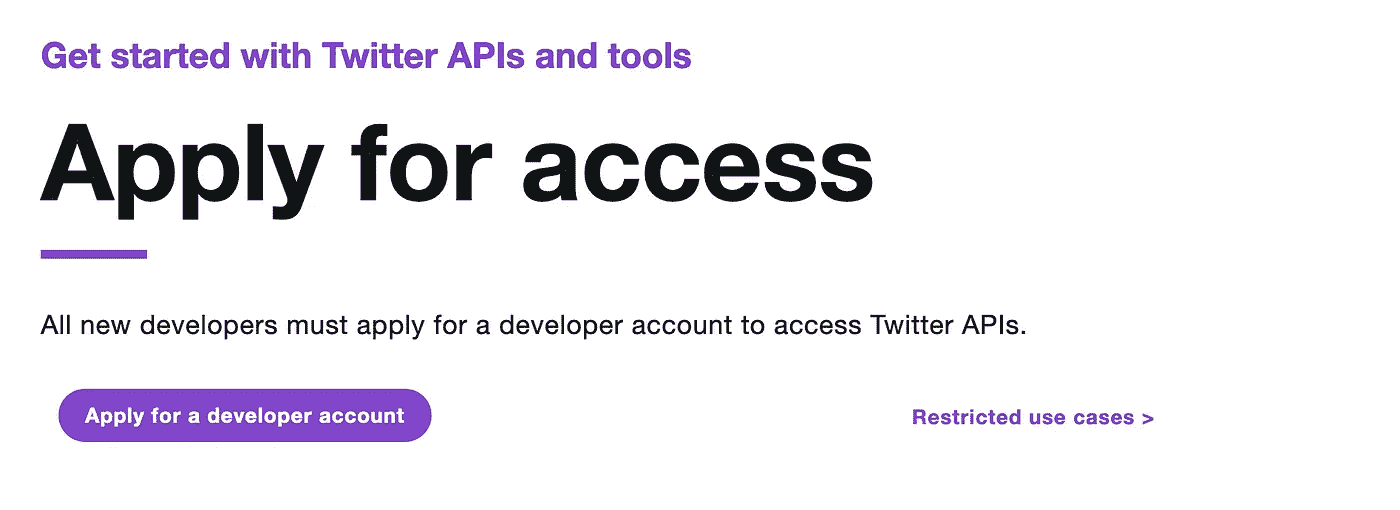 Get started with Twitter APIs and tools
Apply for access
All new developers must apply for a developer account to access Twitter APIs.
Apply for a developer account
Restricted use cases >